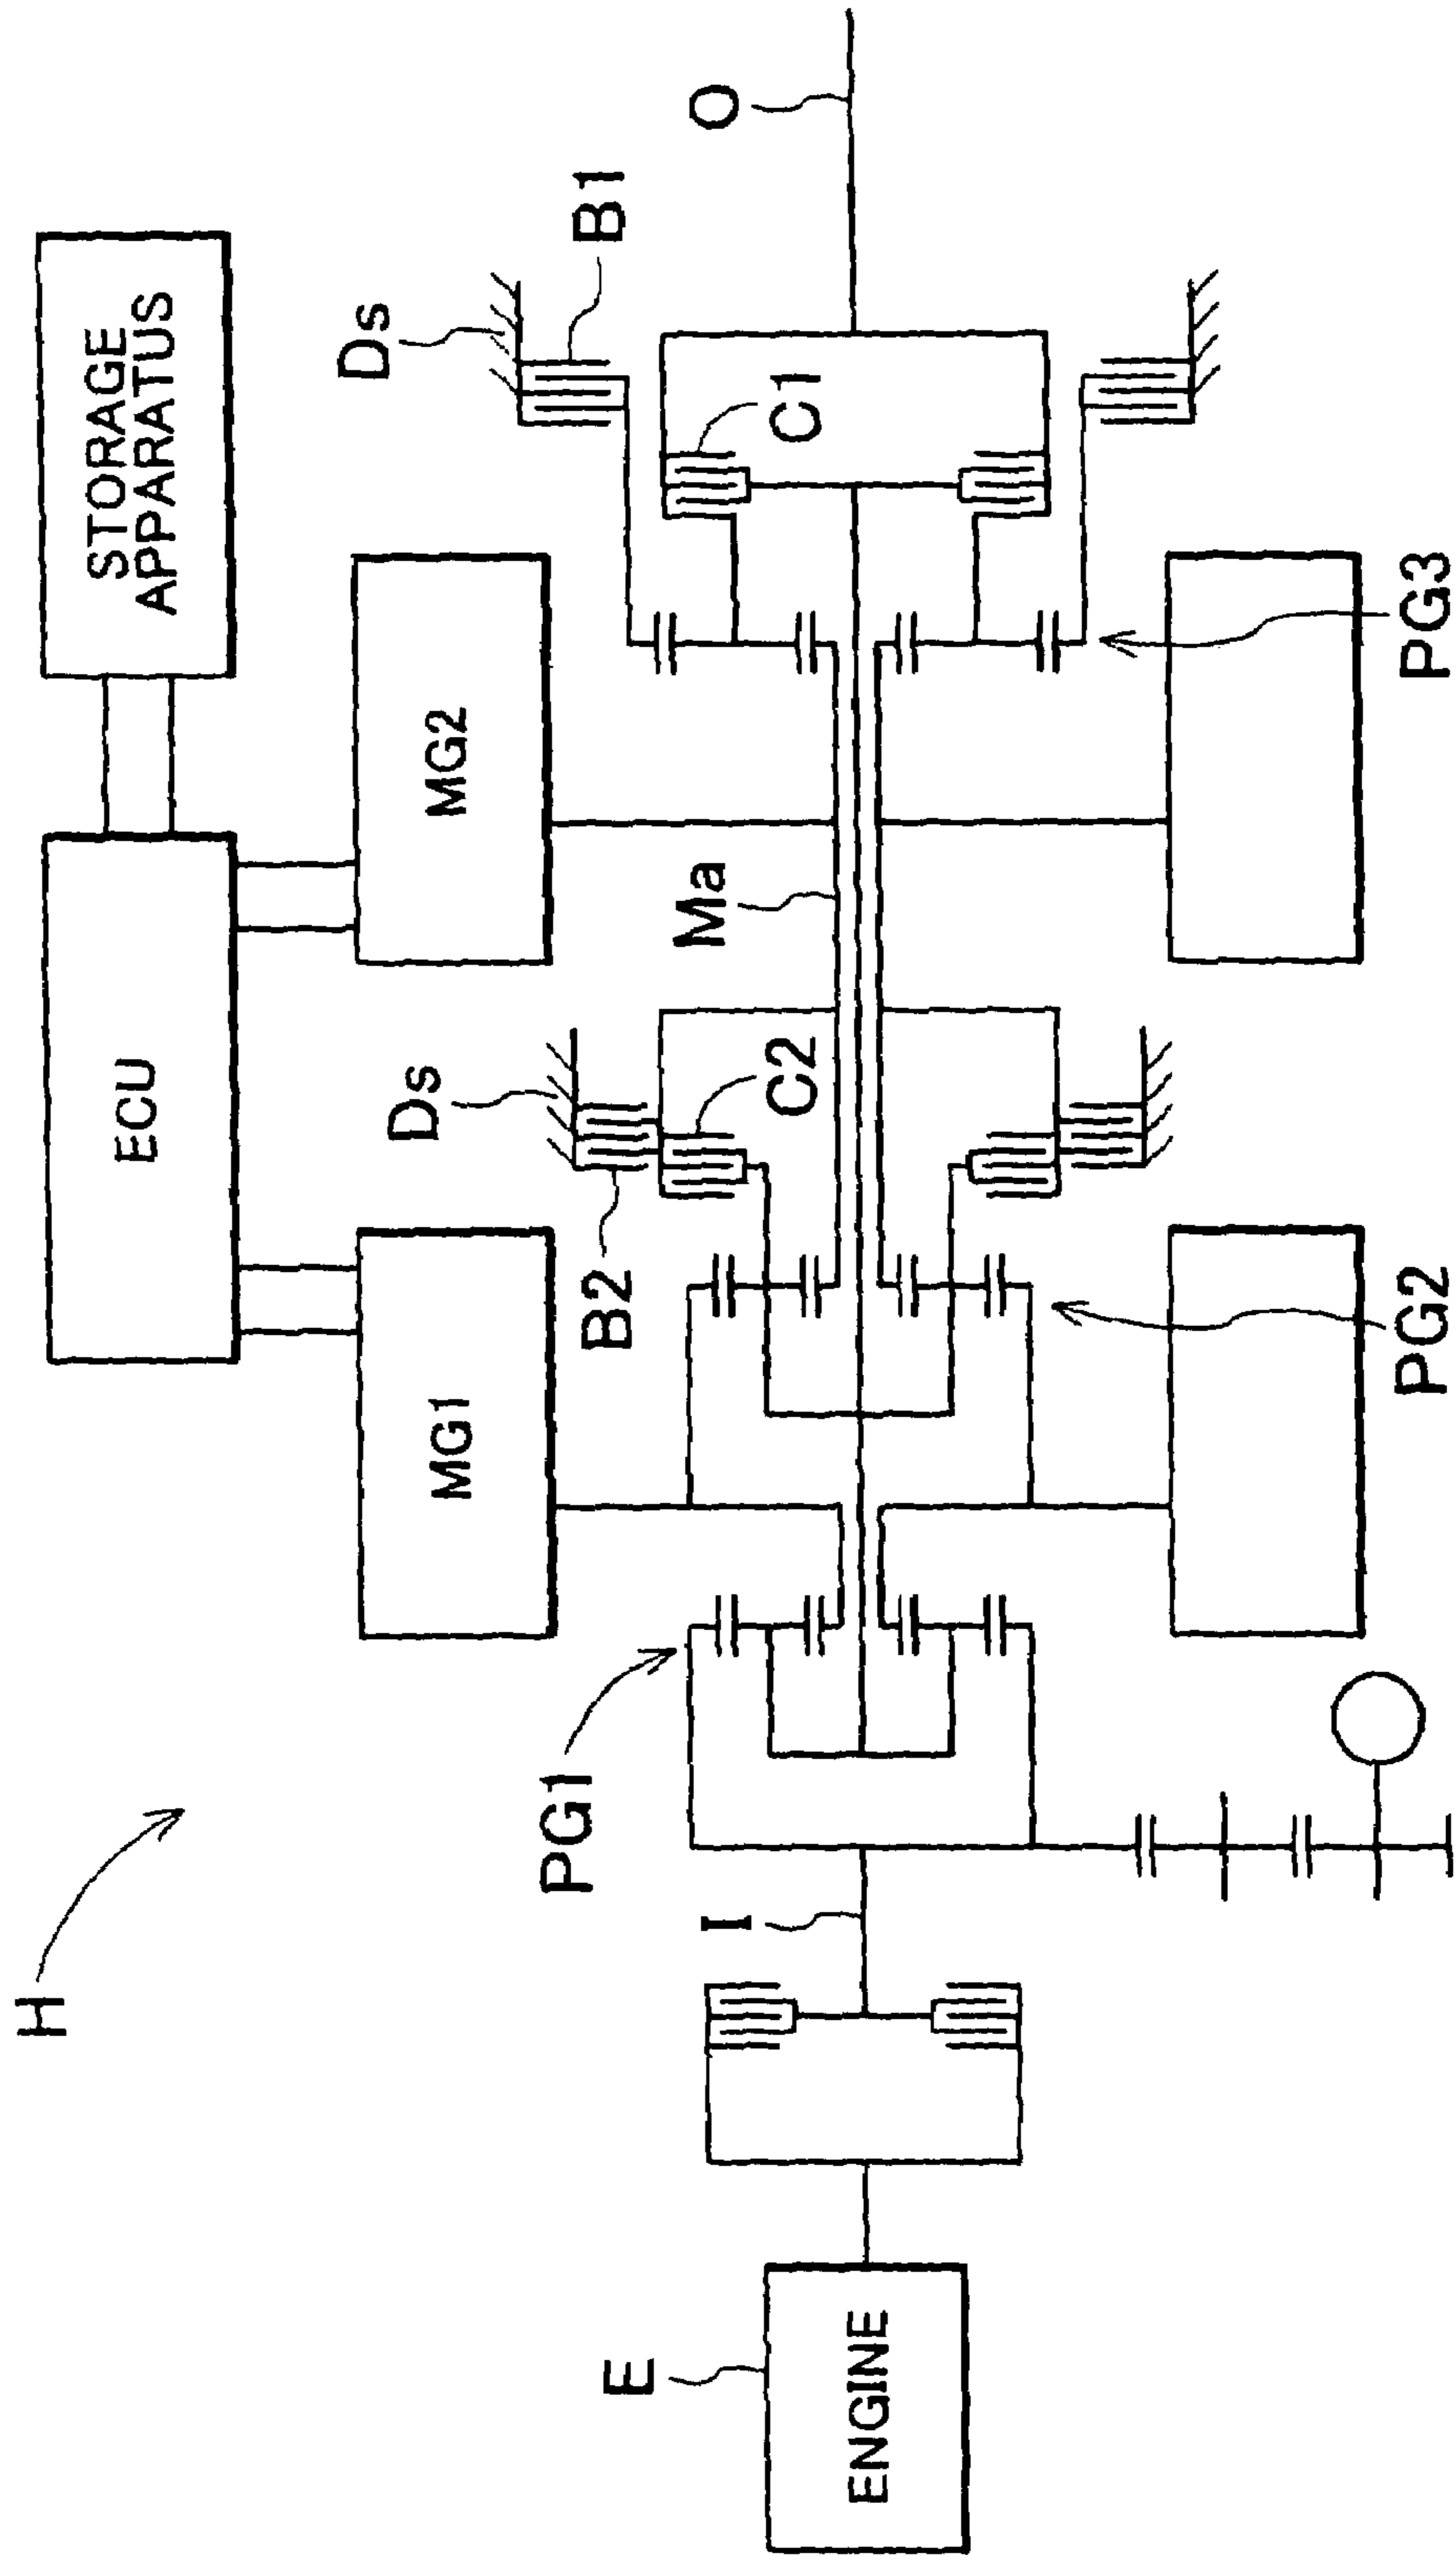 H
STORAGE
APPARATUS
ECU
MG1
MG2
Ds
B1
O
C1
Ma
Ds
C2
B2
PG1
I
E
ENGINE
PG2
PG3